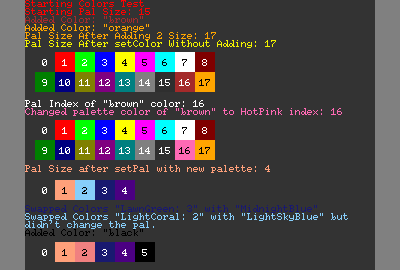 Starting Colors Test
Starting Pal Size: 15
Added Color: "brown"
Added Color: "orange"
Pal Size After Adding 2 Size: 17
Pal Size After setColor Without Adding: 17
0 1 2 3 4 5 6 7 8
9 10 11 12 13 14 15 16 17
Pal Index of "brown" color: 16
Changed palette color of "brown" to HotPink index: 16
0 1 2 3 4 5 6 7 8
9 10 11 12 13 14 15 16 17
Pal Size after setPal with new palette: 4
0 1 2 3 4
Swapped Colors "LawnGreen: 3" with "MidnightBlue"
Swapped Colors "LightCoral: 2" with "LightSkyBlue" but
didn't change the pal.
Added Color: "black"
0 1 2 3 4 5